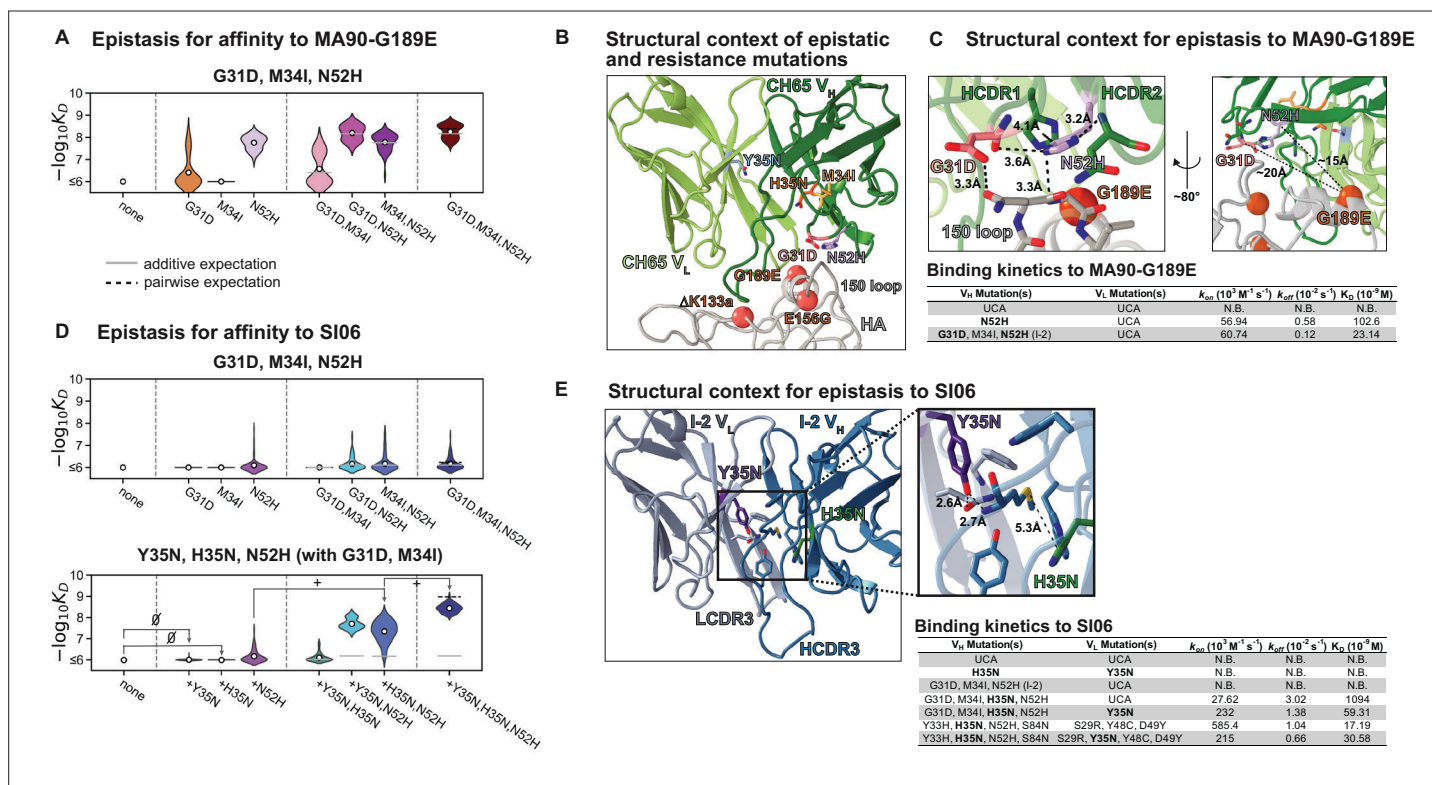 A Epistasis for affinity to MA90-G189E
G31D, M34I, N52H
−log10KD
10
9
8
7
≤6
none
G31D
M34I
N52H
G31D,M34I
G31D,N52H
M34I,N52H
G31D,M34I,N52H
additive expectation
pairwise expectation
B Structural context of epistatic
and resistance mutations
CH65 VH
Y35N
H35N
M34I
G31D
N52H
CH65 VL
G189E
150 loop
ΔK133a
E156G
HA
C Structural context for epistasis to MA90-G189E
HCDR1
HCDR2
4.1Å
3.2Å
G31D
3.6Å
N52H
3.3Å
3.3Å
G189E
150 loop
~80°
N52H
G31D
~15Å
~20Å
G189E
Binding kinetics to MA90-G189E
VH Mutation(s) VL Mutation(s) kon (10³ M⁻¹ s⁻¹) koff (10⁻² s⁻¹) KD (10⁻⁹ M)
UCA UCA N.B. N.B. N.B.
N52H UCA 56.94 0.58 102.6
G31D, M34I, N52H (I-2) UCA 60.74 0.12 23.14
D Epistasis for affinity to SI06
G31D, M34I, N52H
−log10KD
10
9
8
7
≤6
none
G31D
M34I
N52H
G31D,M34I
G31D,N52H
M34I,N52H
G31D,M34I,N52H
Y35N, H35N, N52H (with G31D, M34I)
−log10KD
10
9
8
7
≤6
Ø
Ø
+
+
none
+Y35N
+H35N
+N52H
+Y35N,H35N
+Y35N,N52H
+H35N,N52H
+Y35N,H35N,N52H
E Structural context for epistasis to SI06
I-2 VL
I-2 VH
Y35N
H35N
LCDR3
HCDR3
Y35N
2.6Å
2.7Å
5.3Å
H35N
Binding kinetics to SI06
VH Mutation(s) VL Mutation(s) kon (10³ M⁻¹ s⁻¹) koff (10⁻² s⁻¹) KD (10⁻⁹ M)
UCA UCA N.B. N.B. N.B.
H35N Y35N N.B. N.B. N.B.
G31D, M34I, N52H (I-2) UCA N.B. N.B. N.B.
G31D, M34I, H35N, N52H UCA 27.62 3.02 1094
G31D, M34I, H35N, N52H Y35N 232 1.38 59.31
Y33H, H35N, N52H, S84N S29R, Y48C, D49Y 585.4 1.04 17.19
Y33H, H35N, N52H, S84N S29R, Y35N, Y48C, D49Y 215 0.66 30.58